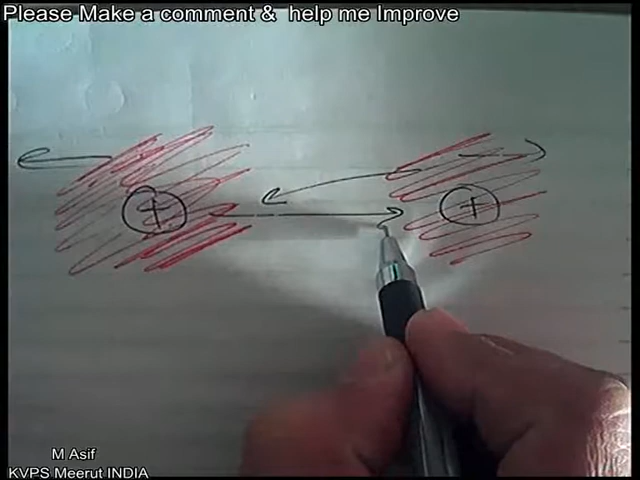 Please Make a comment & help me Improve
+ +
M Asif
KVPS Meerut INDIA